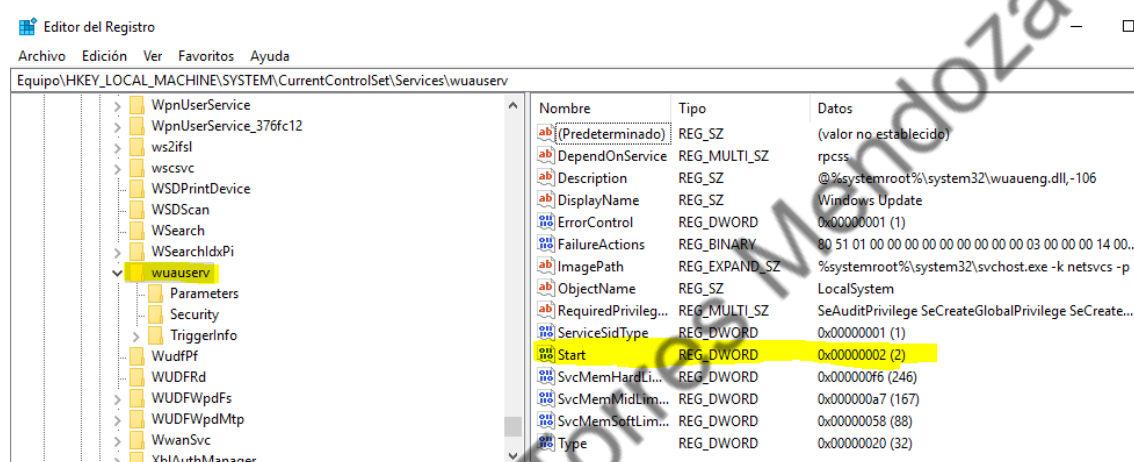 Editor del Registro
Archivo Edición Ver Favoritos Ayuda
Equipo\HKEY_LOCAL_MACHINE\SYSTEM\CurrentControlSet\Services\wuauserv
WpnUserService
WpnUserService_376fc12
ws2ifsl
wscsvc
WSDPrintDevice
WSDScan
WSearch
WSearchIdxPi
wuauserv
Parameters
Security
TriggerInfo
WudfPf
WUDFRd
WUDFWpdFs
WUDFWpdMtp
WwanSvc
XblAuthManager
Nombre Tipo Datos
(Predeterminado) REG_SZ (valor no establecido)
DependOnService REG_MULTI_SZ rpcss
Description REG_SZ @%systemroot%\system32\wuaueng.dll,-106
DisplayName REG_SZ Windows Update
ErrorControl REG_DWORD 0x00000001 (1)
FailureActions REG_BINARY 80 51 01 00 00 00 00 00 00 00 00 00 03 00 00 00 14 00...
ImagePath REG_EXPAND_SZ %systemroot%\system32\svchost.exe -k netsvcs -p
ObjectName REG_SZ LocalSystem
RequiredPrivileg... REG_MULTI_SZ SeAuditPrivilege SeCreateGlobalPrivilege SeCreate...
ServiceSidType REG_DWORD 0x00000001 (1)
Start REG_DWORD 0x00000002 (2)
SvcMemHardLi... REG_DWORD 0x000000f6 (246)
SvcMemMidLim... REG_DWORD 0x000000a7 (167)
SvcMemSoftLim... REG_DWORD 0x00000058 (88)
Type REG_DWORD 0x00000020 (32)
Torres Mendoza